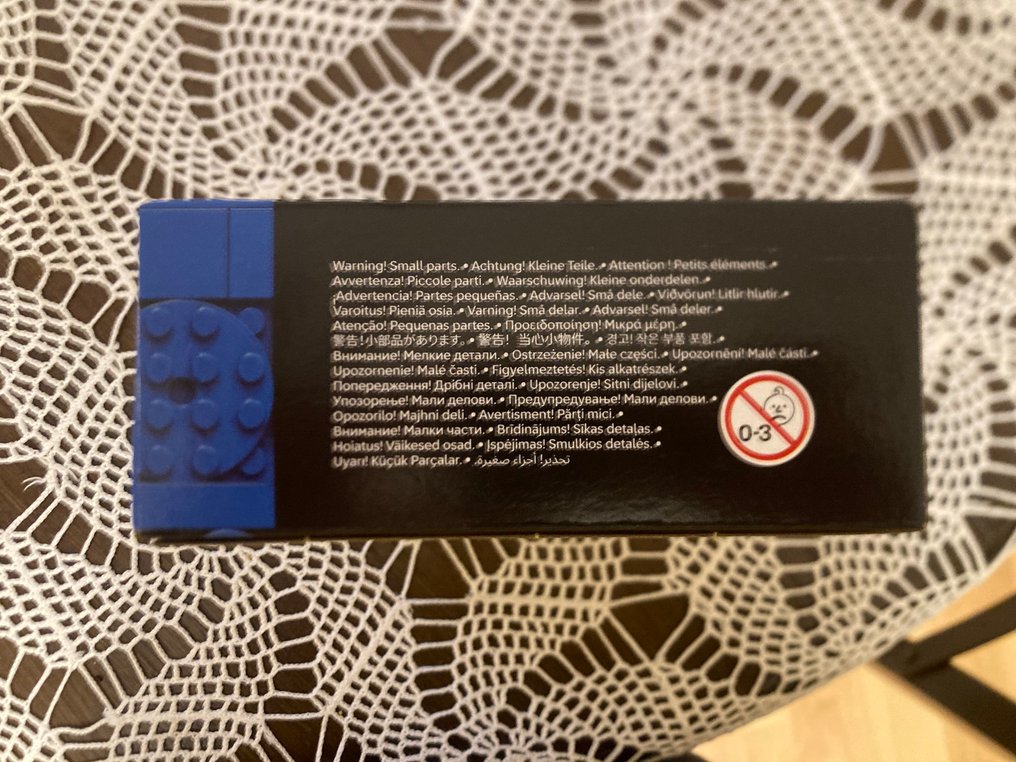 Warning! Small parts. • Achtung! Kleine Teile. • Attention ! Petits éléments. •
Avvertenza! Piccole parti. • Waarschuwing! Kleine onderdelen. •
¡Advertencia! Partes pequeñas. • Advarsel! Små dele. • Viðvörun! Litlir hlutir. •
Varoitus! Pieniä osia. • Varning! Små delar. • Advarsel! Små deler. •
Atenção! Pequenas partes. • Προειδοποίηση! Μικρά μέρη. •
警告!小部品があります。• 警告! 当心小物件。• 경고! 작은 부품 포함. •
Внимание! Мелкие детали. • Ostrzeżenie! Małe części. • Upozornění! Malé části. •
Upozornenie! Malé časti. • Figyelmeztetés! Kis alkatrészek. •
Попередження! Дрібні деталі. • Upozorenje! Sitni dijelovi. •
Упозорење! Мали делови. • Предупредување! Мали делови. •
Opozorilo! Majhni deli. • Avertisment! Părți mici. •
Внимание! Малки части. • Brīdinājums! Sīkas detaļas. •
Hoiatus! Väikesed osad. • Įspėjimas! Smulkios detalės. •
Uyarı! Küçük Parçalar. • تحذير! أجزاء صغيرة.
0-3